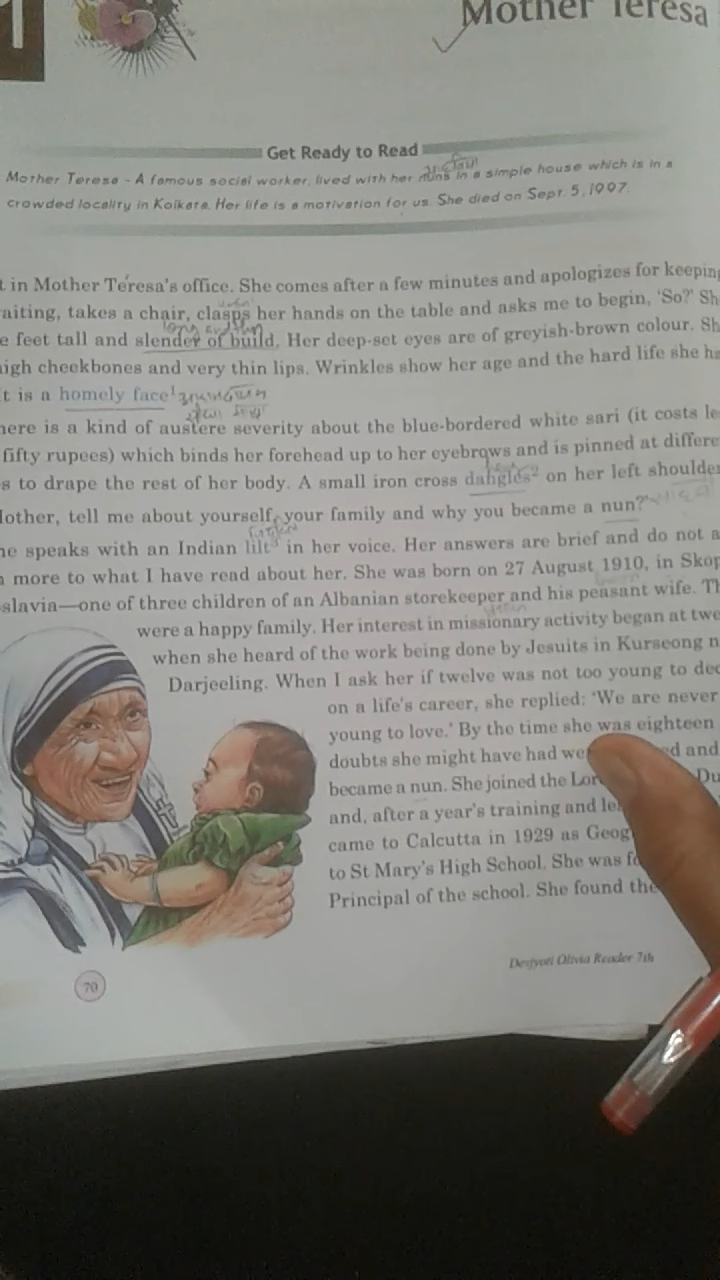 Mother Teresa
Get Ready to Read
Mother Teresa - A famous social worker, lived with her nuns in a simple house which is in a
crowded locality in Kolkata. Her life is a motivation for us. She died on Sept. 5, 1997.
t in Mother Teresa's office. She comes after a few minutes and apologizes for keeping
aiting, takes a chair, clasps her hands on the table and asks me to begin, 'So?' Sh
e feet tall and slender of build. Her deep-set eyes are of greyish-brown colour. Sh
igh cheekbones and very thin lips. Wrinkles show her age and the hard life she ha
t is a homely face1
here is a kind of austere severity about the blue-bordered white sari (it costs le
fifty rupees) which binds her forehead up to her eyebrows and is pinned at differe
s to drape the rest of her body. A small iron cross dangles2 on her left shoulder
Mother, tell me about yourself, your family and why you became a nun?'
he speaks with an Indian lilt3 in her voice. Her answers are brief and do not a
more to what I have read about her. She was born on 27 August 1910, in Skop
slavia—one of three children of an Albanian storekeeper and his peasant wife. Th
were a happy family. Her interest in missionary activity began at twe
when she heard of the work being done by Jesuits in Kurseong n
Darjeeling. When I ask her if twelve was not too young to dec
on a life's career, she replied: 'We are never
young to love.' By the time she was eighteen
doubts she might have had we ed and
became a nun. She joined the Lor Du
and, after a year's training and le
came to Calcutta in 1929 as Geog
to St Mary's High School. She was fo
Principal of the school. She found the
Desjyoti Olivia Reader 7th
70